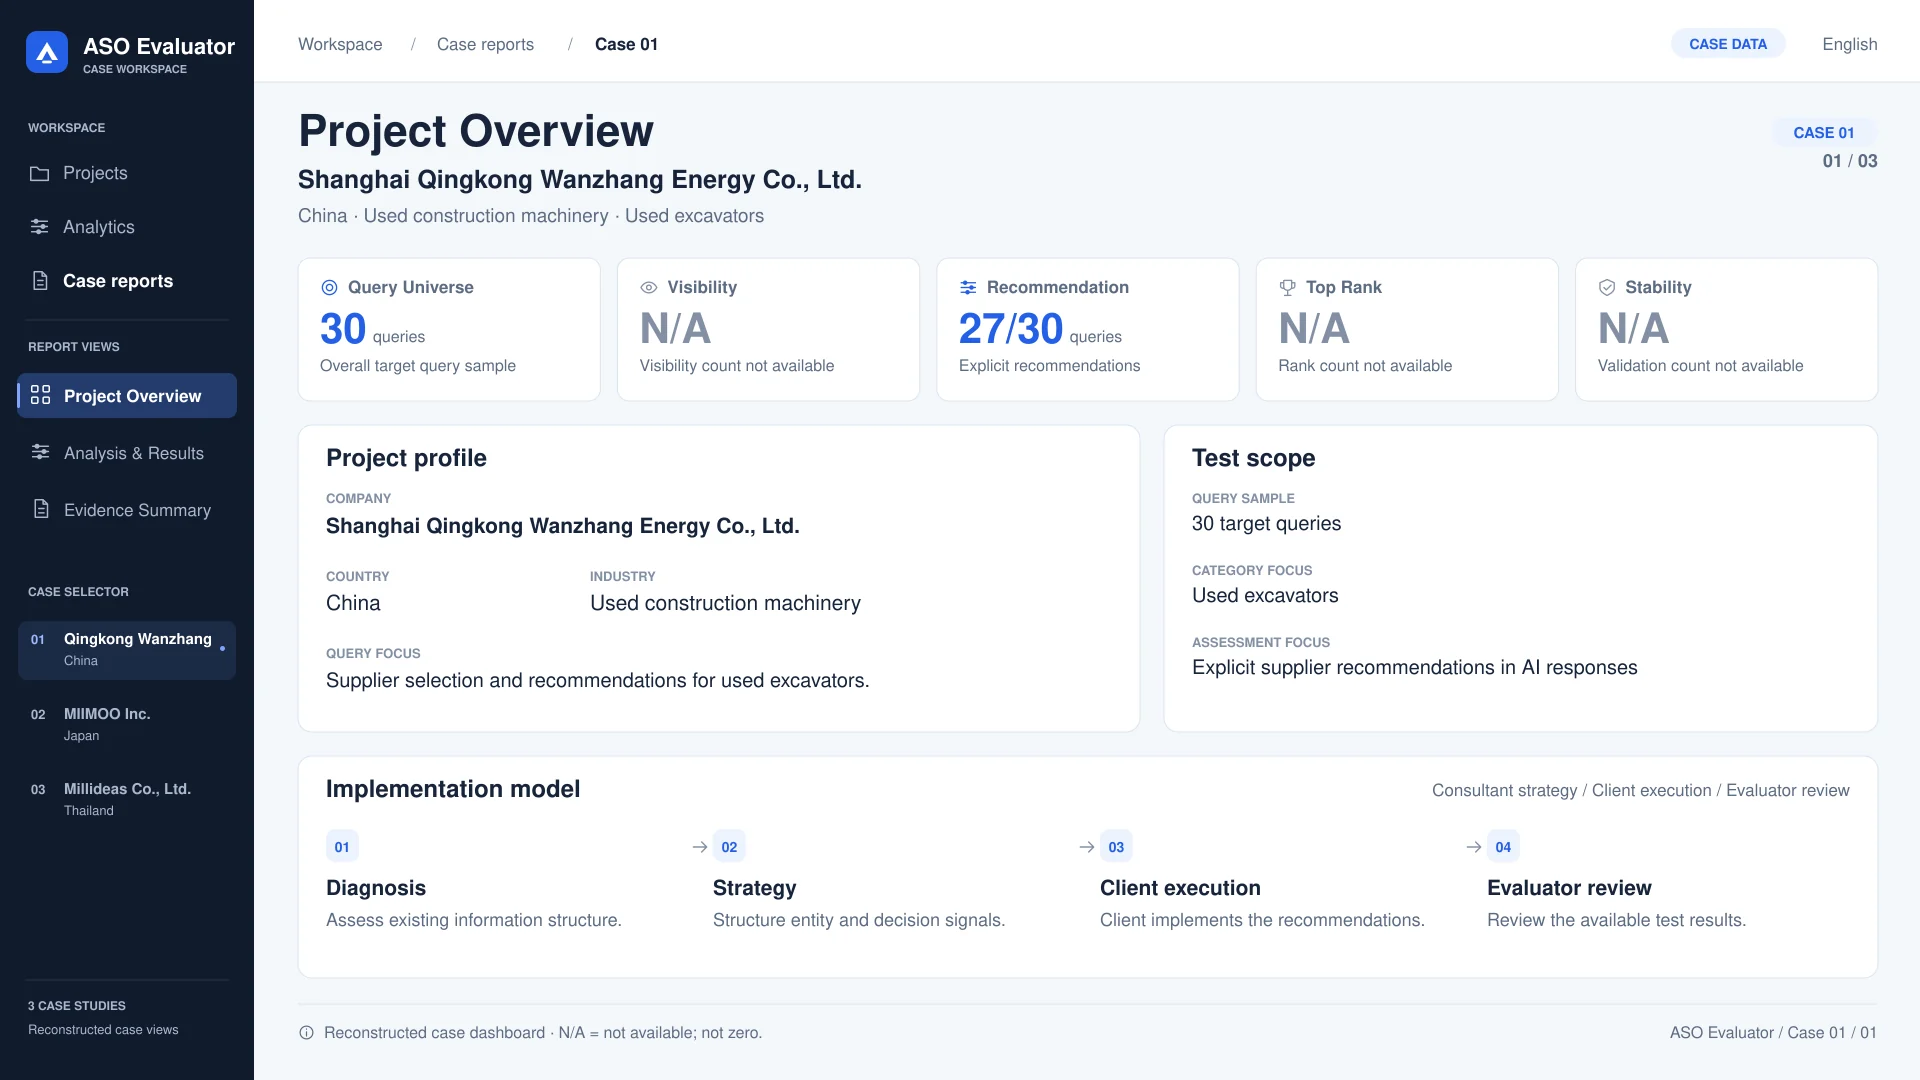 ASO Evaluator
CASE WORKSPACE
WORKSPACE
Projects
Analytics
Case reports
REPORT VIEWS
Project Overview
Analysis & Results
Evidence Summary
CASE SELECTOR
01 Qingkong Wanzhang
China
02 MIIMOO Inc.
Japan
03 Millideas Co., Ltd.
Thailand
3 CASE STUDIES
Reconstructed case views
Workspace / Case reports / Case 01
CASE DATA English
Project Overview
CASE 01
01 / 03
Shanghai Qingkong Wanzhang Energy Co., Ltd.
China · Used construction machinery · Used excavators
Query Universe
30 queries
Overall target query sample
Visibility
N/A
Visibility count not available
Recommendation
27/30 queries
Explicit recommendations
Top Rank
N/A
Rank count not available
Stability
N/A
Validation count not available
Project profile
COMPANY
Shanghai Qingkong Wanzhang Energy Co., Ltd.
COUNTRY
China
INDUSTRY
Used construction machinery
QUERY FOCUS
Supplier selection and recommendations for used excavators.
Test scope
QUERY SAMPLE
30 target queries
CATEGORY FOCUS
Used excavators
ASSESSMENT FOCUS
Explicit supplier recommendations in AI responses
Implementation model
Consultant strategy / Client execution / Evaluator review
01
Diagnosis
Assess existing information structure.
→ 02
Strategy
Structure entity and decision signals.
→ 03
Client execution
Client implements the recommendations.
→ 04
Evaluator review
Review the available test results.
Reconstructed case dashboard · N/A = not available; not zero.
ASO Evaluator / Case 01 / 01